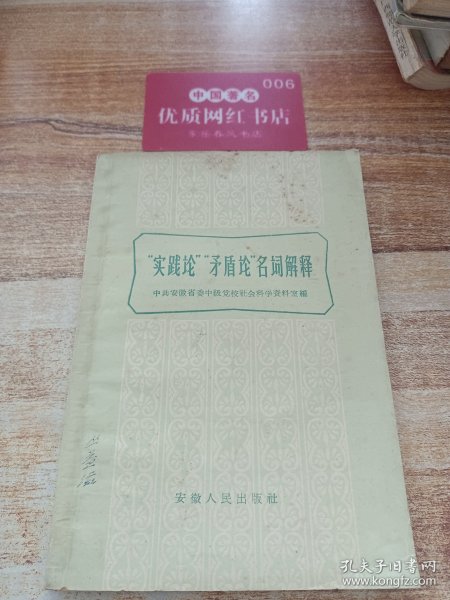 006
中国著名
优质网红书店
"实践论""矛盾论"名词解释
中共安徽省委中级党校社会科学资料室编
安徽人民出版社
孔夫子旧书网
www.kongfz.com